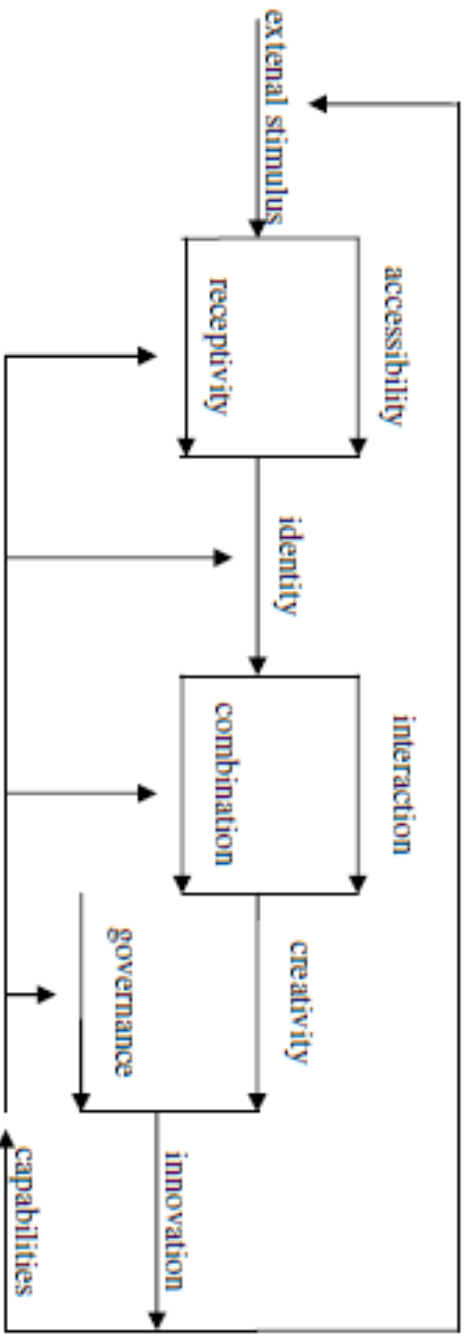 extenal stimulus
accessibility
receptivity
identity
interaction
combination
creativity
governance
innovation
capabilities